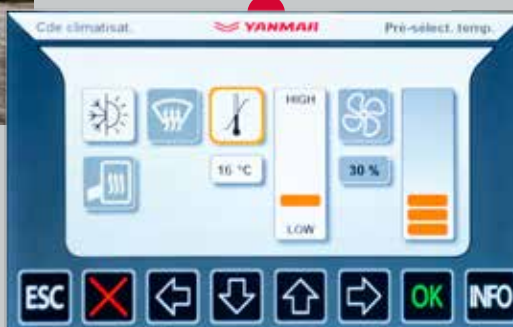 Cde climatisat.
YANMAR
Pré-sélect. temp.
HIGH
16 °C
30 %
LOW
ESC
OK
INFO